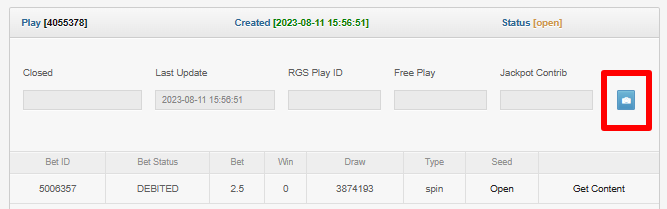 Play [4055378] Created [2023-08-11 15:56:51] Status [open]
Closed Last Update RGS Play ID Free Play Jackpot Contrib
2023-08-11 15:56:51
Bet ID Bet Status Bet Win Draw Type Seed
5006357 DEBITED 2.5 0 3874193 spin Open Get Content